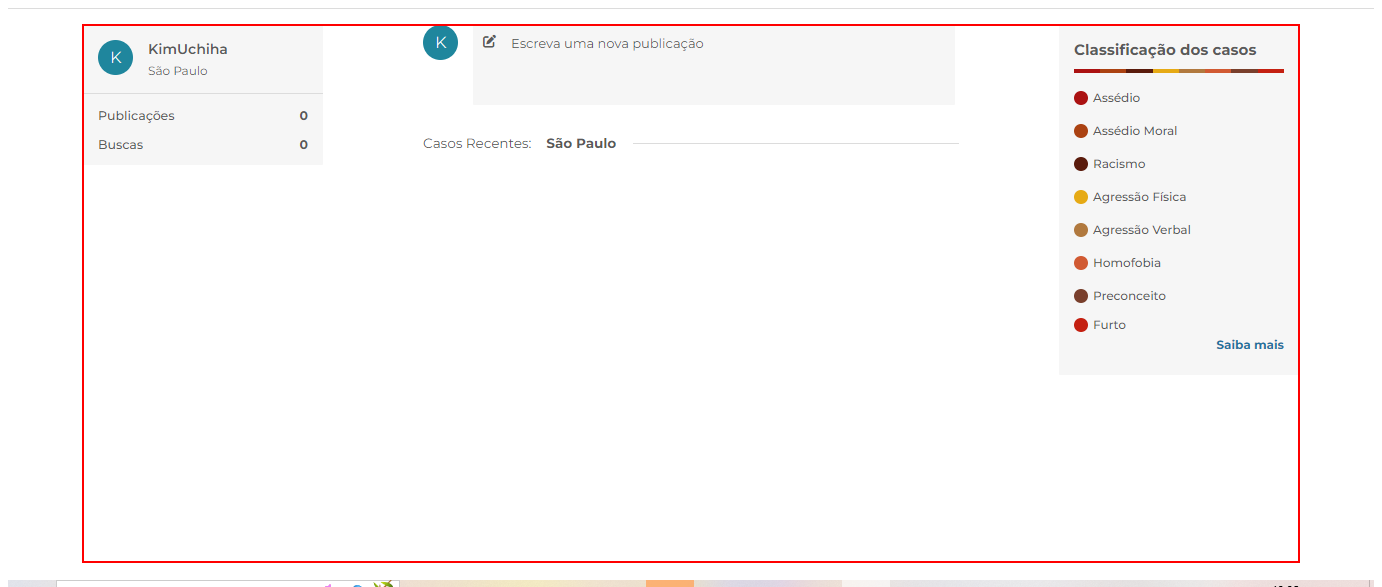 K
KimUchiha
São Paulo
Publicações 0
Buscas 0
K
Escreva uma nova publicação
Casos Recentes: São Paulo
Classificação dos casos
Assédio
Assédio Moral
Racismo
Agressão Física
Agressão Verbal
Homofobia
Preconceito
Furto
Saiba mais